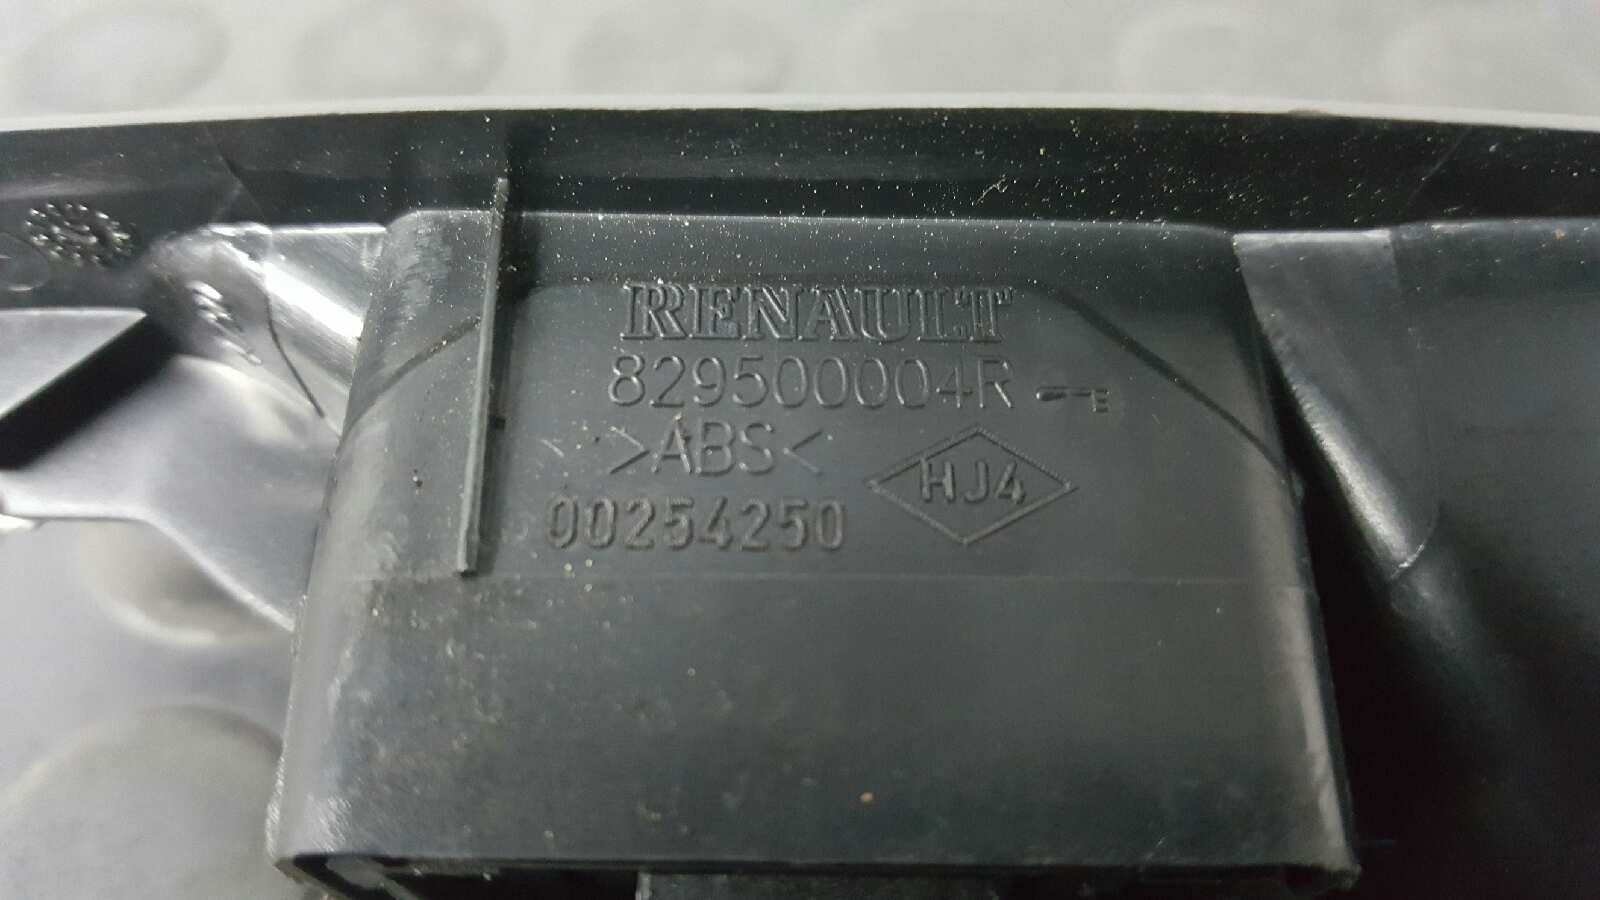 RENAULT
829500004R —E
>ABS<
HJ4
00254250